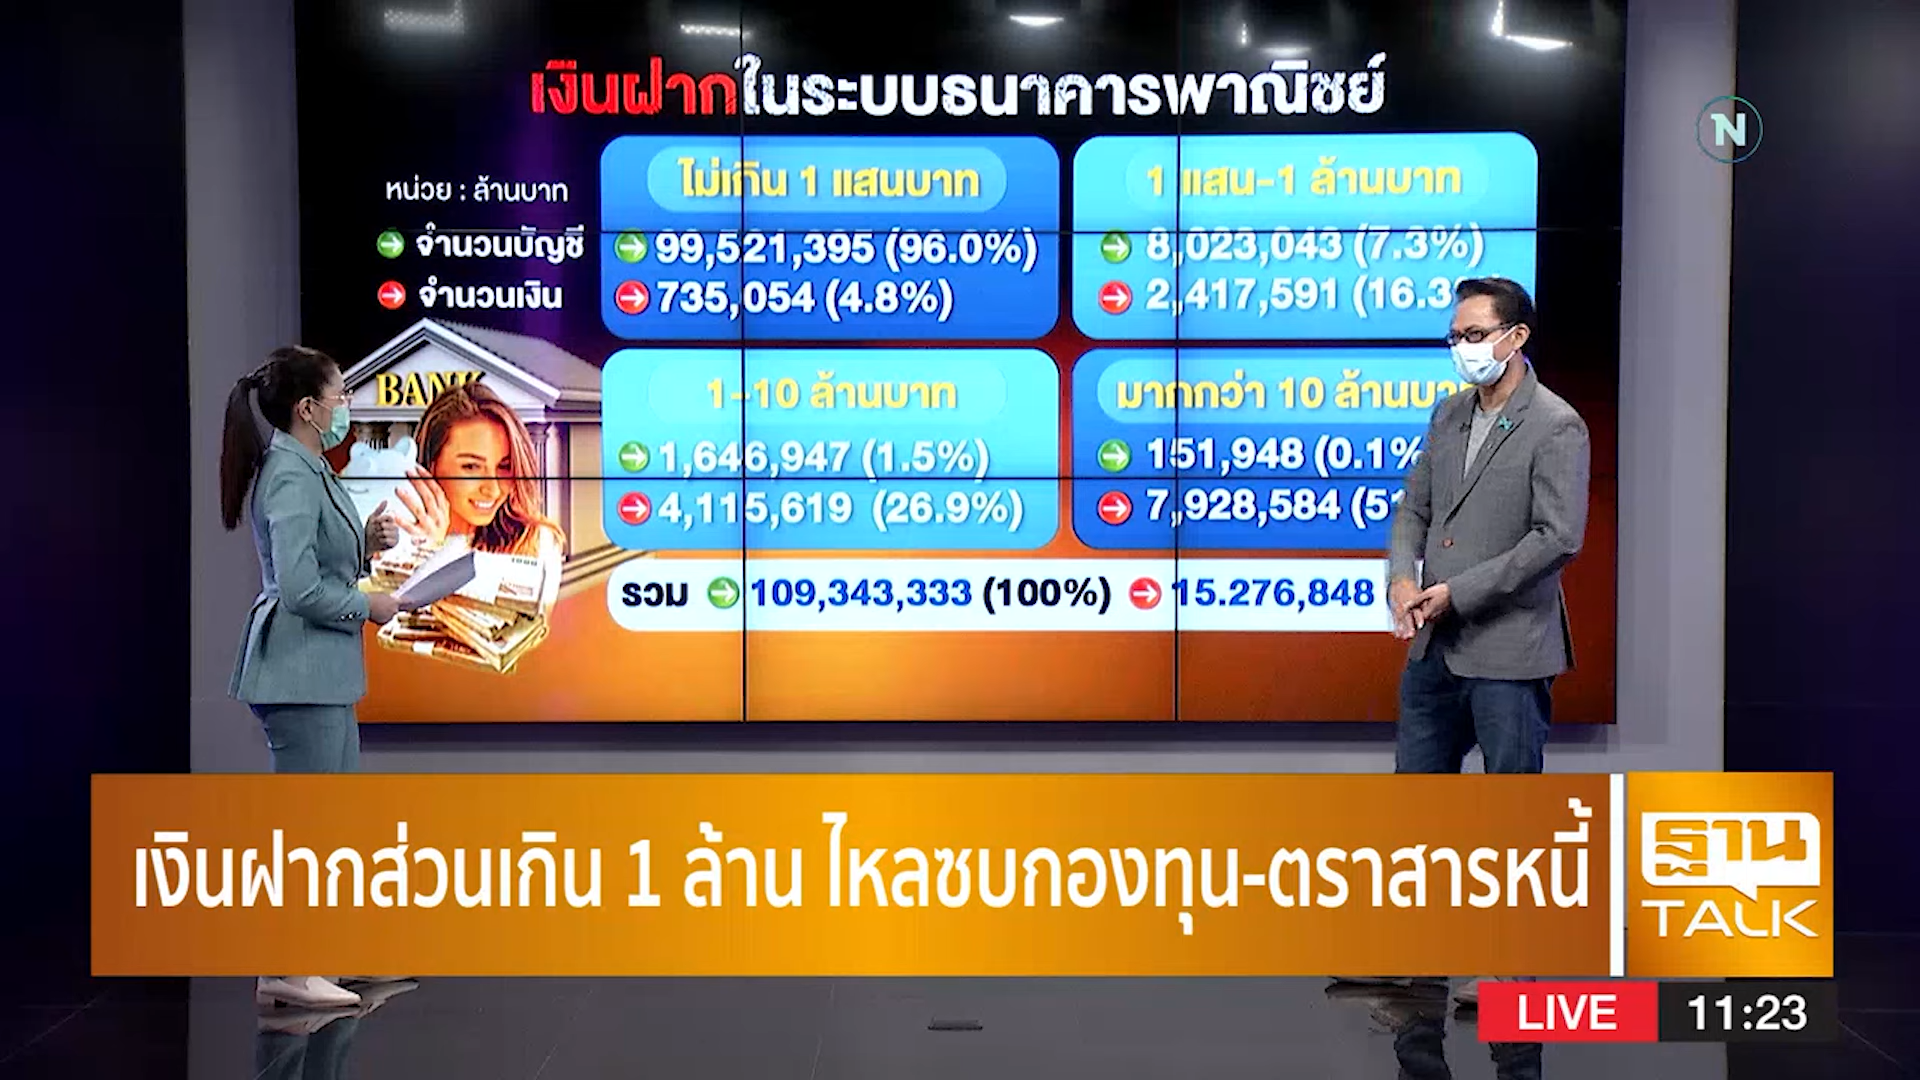 เงินฝากในระบบธนาคารพาณิชย์
N
หน่วย : ล้านบาท
จำนวนบัญชี
จำนวนเงิน
ไม่เกิน 1 แสนบาท
99,521,395 (96.0%)
735,054 (4.8%)
1 แสน-1 ล้านบาท
8,023,043 (7.3%)
2,417,591 (16.3
BANK
1-10 ล้านบาท
1,646,947 (1.5%)
4,115,619 (26.9%)
มากกว่า 10 ล้านบา
151,948 (0.1%
7,928,584 (51
รวม 109,343,333 (100%) 15.276,848
เงินฝากส่วนเกิน 1 ล้าน ไหลซบกองทุน-ตราสารหนี้
ฐาน
TALK
LIVE 11:23